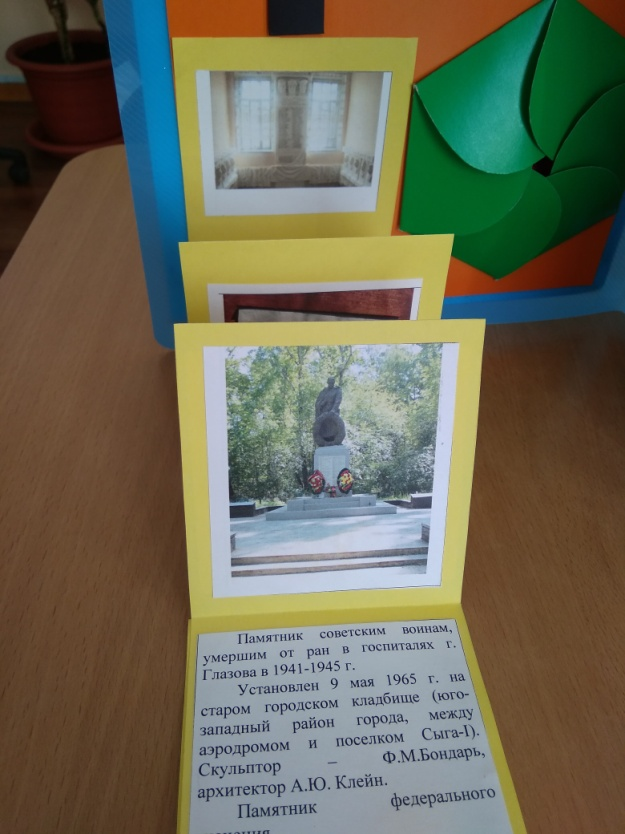 Памятник советским воинам,
умершим от ран в госпиталях г.
Глазова в 1941-1945 г.
Установлен 9 мая 1965 г. на
старом городском кладбище (юго-
западный район города, между
аэродромом и поселком Сыга-I).
Скульптор – Ф.М.Бондарь,
архитектор А.Ю. Клейн.
Памятник федерального